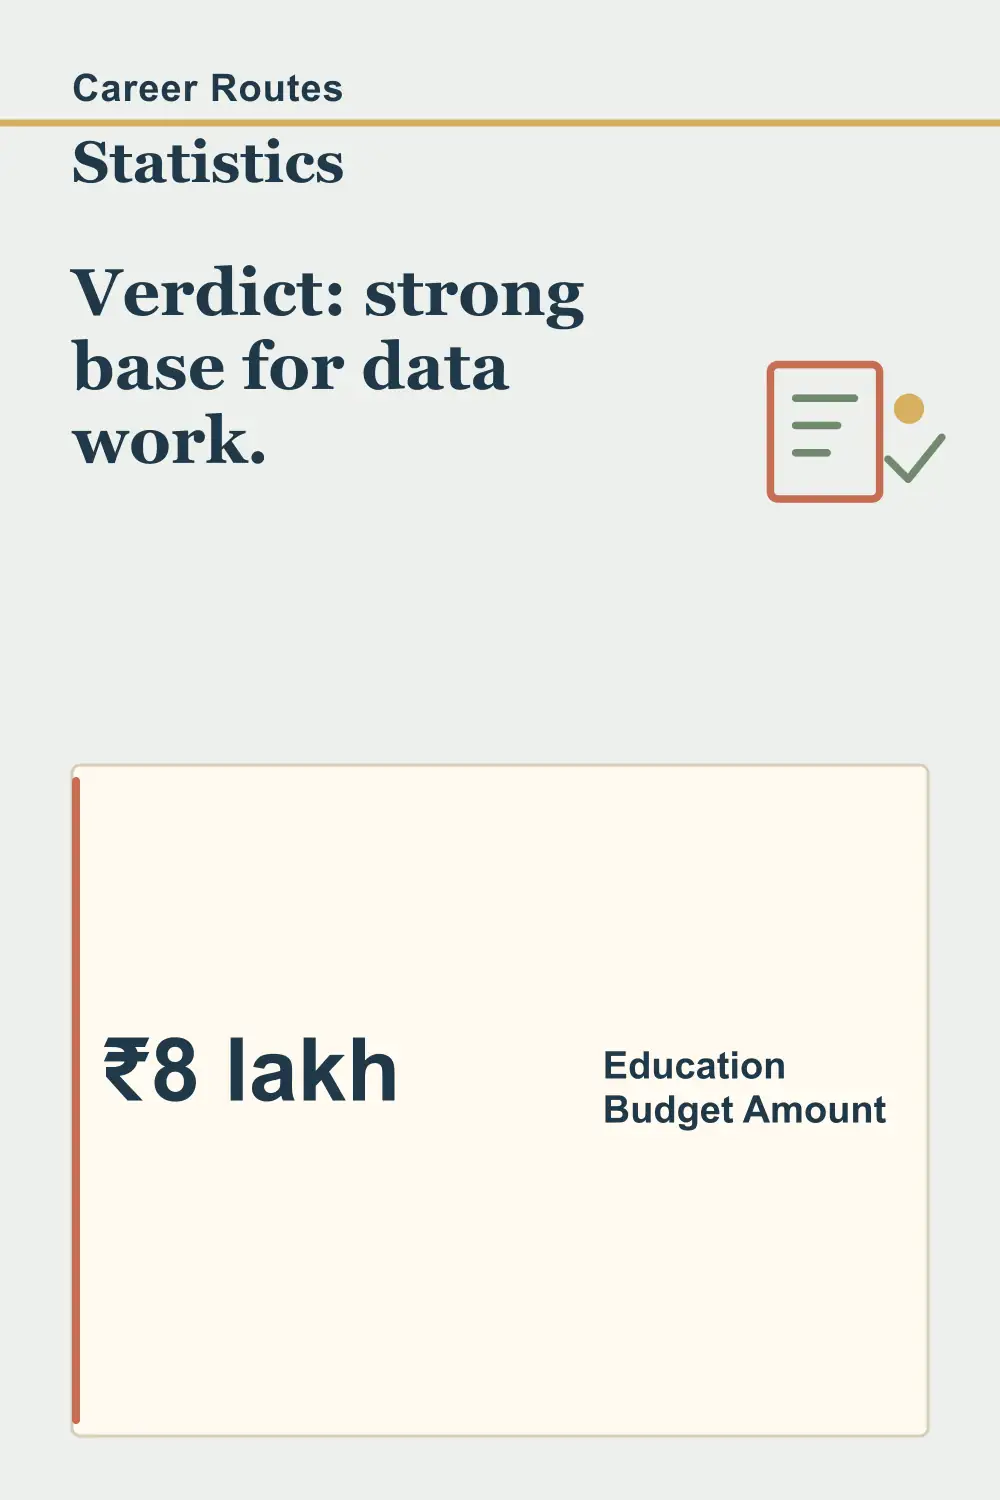 Career Routes
Statistics
Verdict: strong
base for data
work.
₹8 lakh
Education
Budget Amount